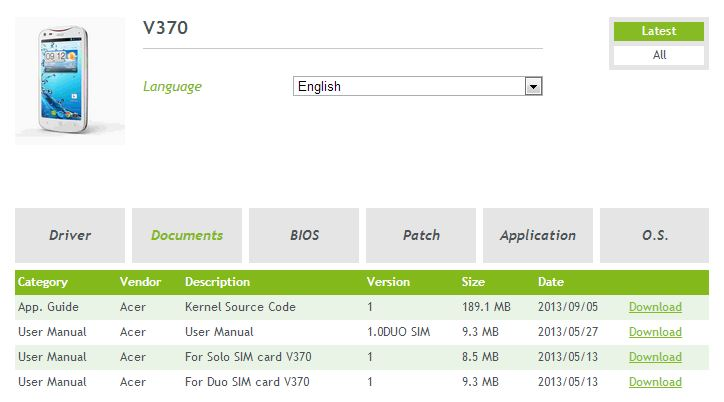 V370
Latest
All
Language English
09:12
Driver Documents BIOS Patch Application O.S.
Category Vendor Description Version Size Date
App. Guide Acer Kernel Source Code 1 189.1 MB 2013/09/05 Download
User Manual Acer User Manual 1.0DUO SIM 9.3 MB 2013/05/27 Download
User Manual Acer For Solo SIM card V370 1 8.5 MB 2013/05/13 Download
User Manual Acer For Duo SIM card V370 1 9.3 MB 2013/05/13 Download